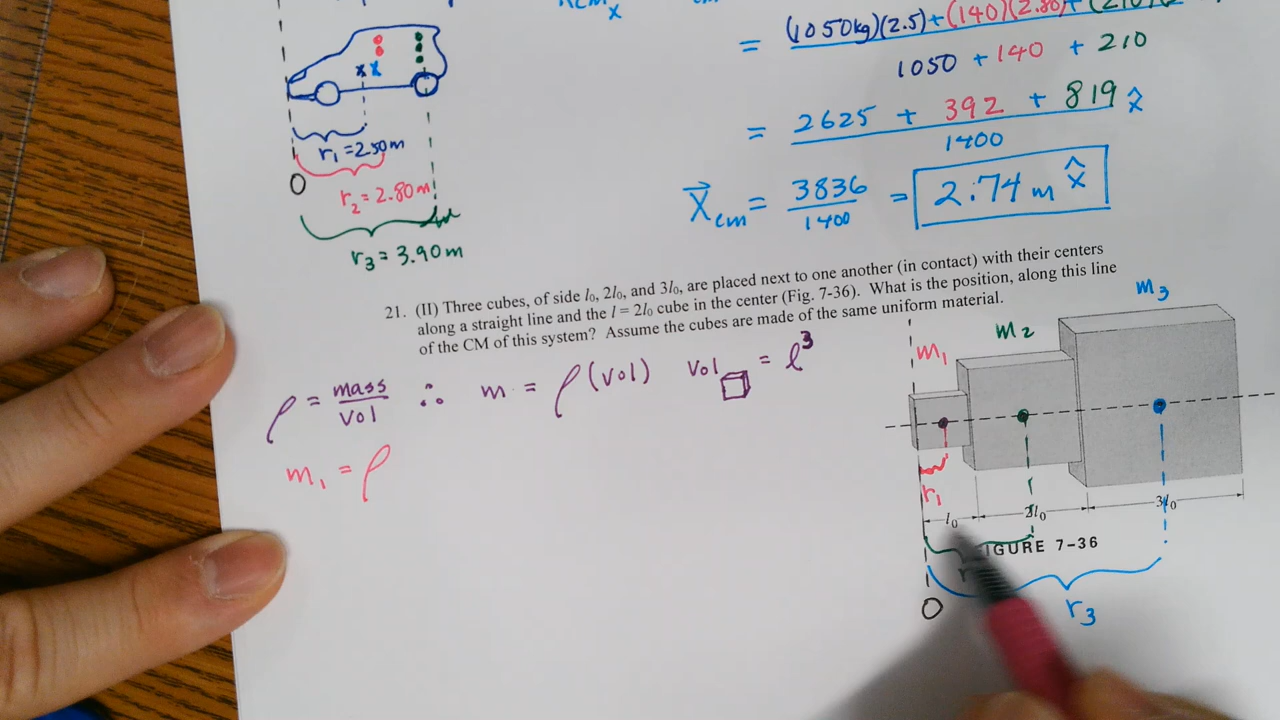 = (1050kg)(2.5)+(140)(2.80)+
1050 + 140 + 210
= 2625 + 392 + 819 x̂
1400
X⃗cm = 3836 = 2.74 m x̂
1400
x x
r₁ = 2.50m
O
r₂ = 2.80m
r₃ = 3.90m
21. (II) Three cubes, of side l₀, 2l₀, and 3l₀, are placed next to one another (in contact) with their centers
along a straight line and the l = 2l₀ cube in the center (Fig. 7-36). What is the position, along this line
of the CM of this system? Assume the cubes are made of the same uniform material.
ρ = mass ∴ m = ρ(vol) vol = l³
vol
m₁ = ρ
m₁ m₂ m₃
r₁
l₀ 2l₀ 3l₀
IGURE 7-36
O r₃